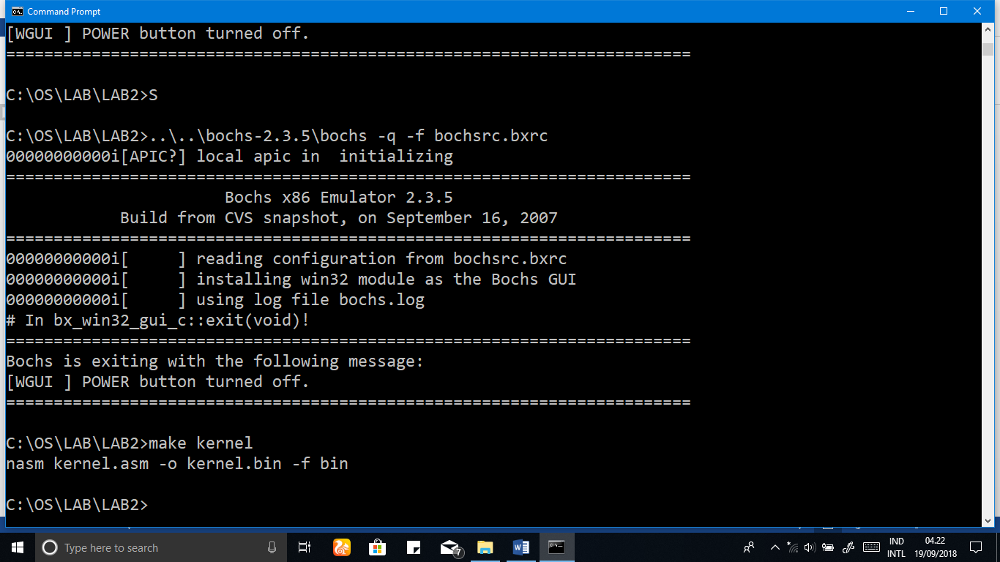 Command Prompt
[WGUI ] POWER button turned off.
========================================================================
C:\OS\LAB\LAB2>S
C:\OS\LAB\LAB2>..\..\bochs-2.3.5\bochs -q -f bochsrc.bxrc
00000000000i[APIC?] local apic in  initializing
========================================================================
                       Bochs x86 Emulator 2.3.5
            Build from CVS snapshot, on September 16, 2007
========================================================================
00000000000i[     ] reading configuration from bochsrc.bxrc
00000000000i[     ] installing win32 module as the Bochs GUI
00000000000i[     ] using log file bochs.log
# In bx_win32_gui_c::exit(void)!
========================================================================
Bochs is exiting with the following message:
[WGUI ] POWER button turned off.
========================================================================
C:\OS\LAB\LAB2>make kernel
nasm kernel.asm -o kernel.bin -f bin
C:\OS\LAB\LAB2>
Type here to search
7
IND
INTL
04.22
19/09/2018